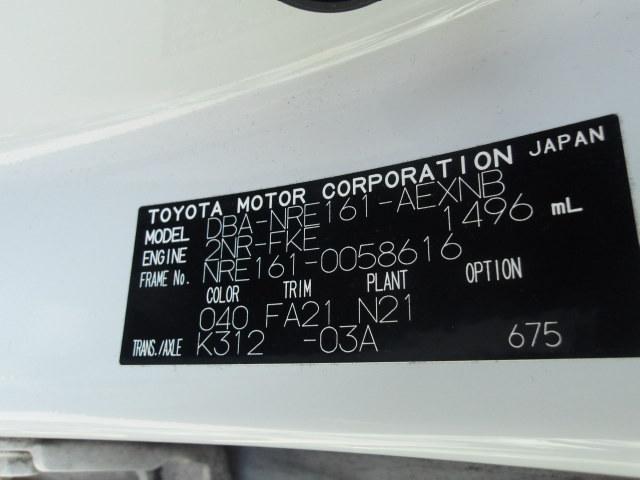 TOYOTA MOTOR CORPORATION JAPAN
MODEL DBA-NRE161-AEXNB
ENGINE 2NR-FKE 1496 mL
FRAME No. NRE161-0058616
COLOR TRIM PLANT OPTION
040 FA21 N21
TRANS./AXLE K312 -03A 675